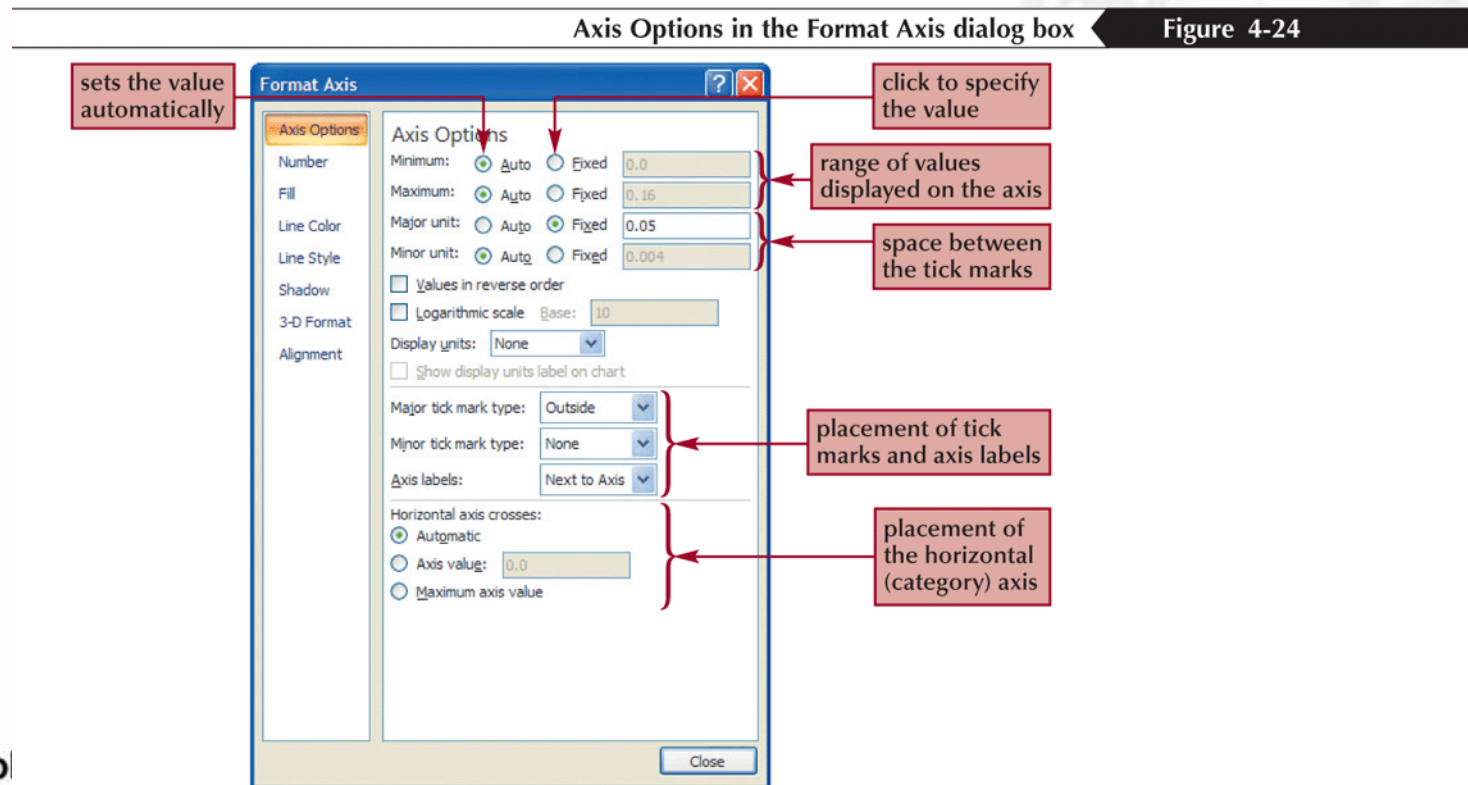 Axis Options in the Format Axis dialog box
Figure 4-24
sets the value
automatically
Format Axis
click to specify
the value
Axis Options
Number
Fill
Line Color
Line Style
Shadow
3-D Format
Alignment
Axis Options
Minimum: Auto Fixed 0.0
Maximum: Auto Fixed 0.16
Major unit: Auto Fixed 0.05
Minor unit: Auto Fixed 0.004
Values in reverse order
Logarithmic scale Base: 10
Display units: None
Show display units label on chart
Major tick mark type: Outside
Minor tick mark type: None
Axis labels: Next to Axis
Horizontal axis crosses:
Automatic
Axis value: 0.0
Maximum axis value
Close
range of values
displayed on the axis
space between
the tick marks
placement of tick
marks and axis labels
placement of
the horizontal
(category) axis